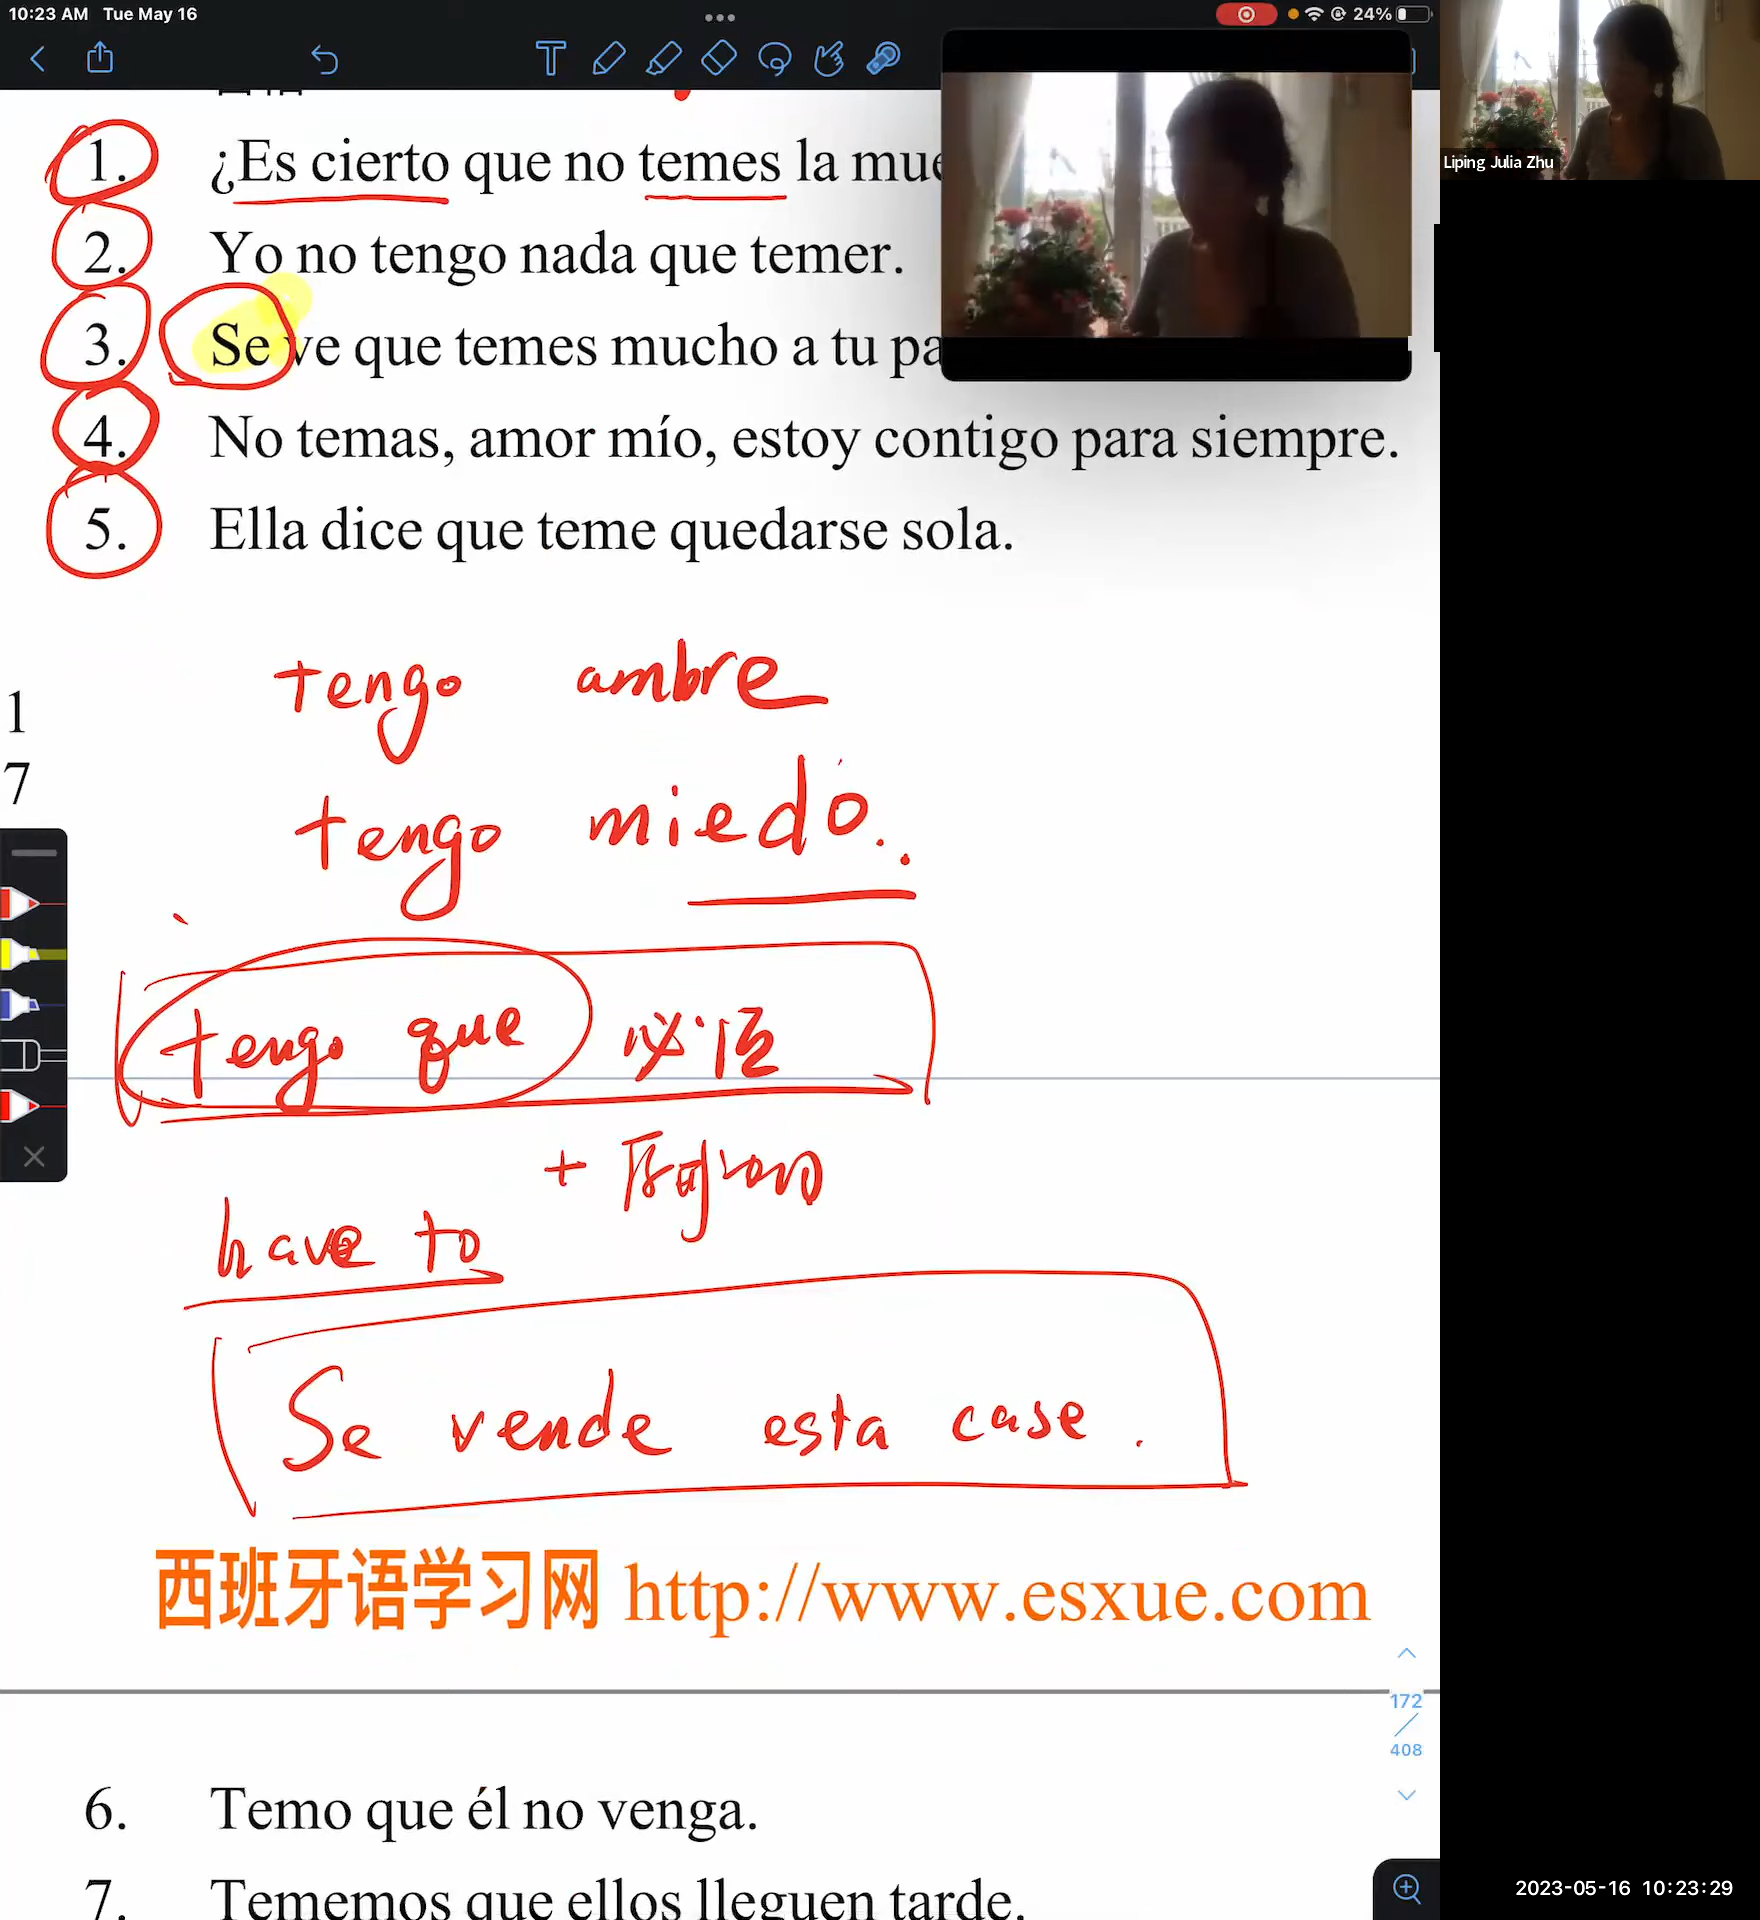 10:23 AM Tue May 16
24%
Liping Julia Zhu
1. ¿Es cierto que no temes la mue
2. Yo no tengo nada que temer.
3. Se ve que temes mucho a tu pa
4. No temas, amor mío, estoy contigo para siempre.
5. Ella dice que teme quedarse sola.
tengo ambre
1
7
tengo miedo..
tengo que 必须
+
have to
Se vende esta case.
西班牙语学习网 http://www.esxue.com
172
408
6. Temo que él no venga.
7. Tememos que ellos lleguen tarde.
2023-05-16 10:23:29